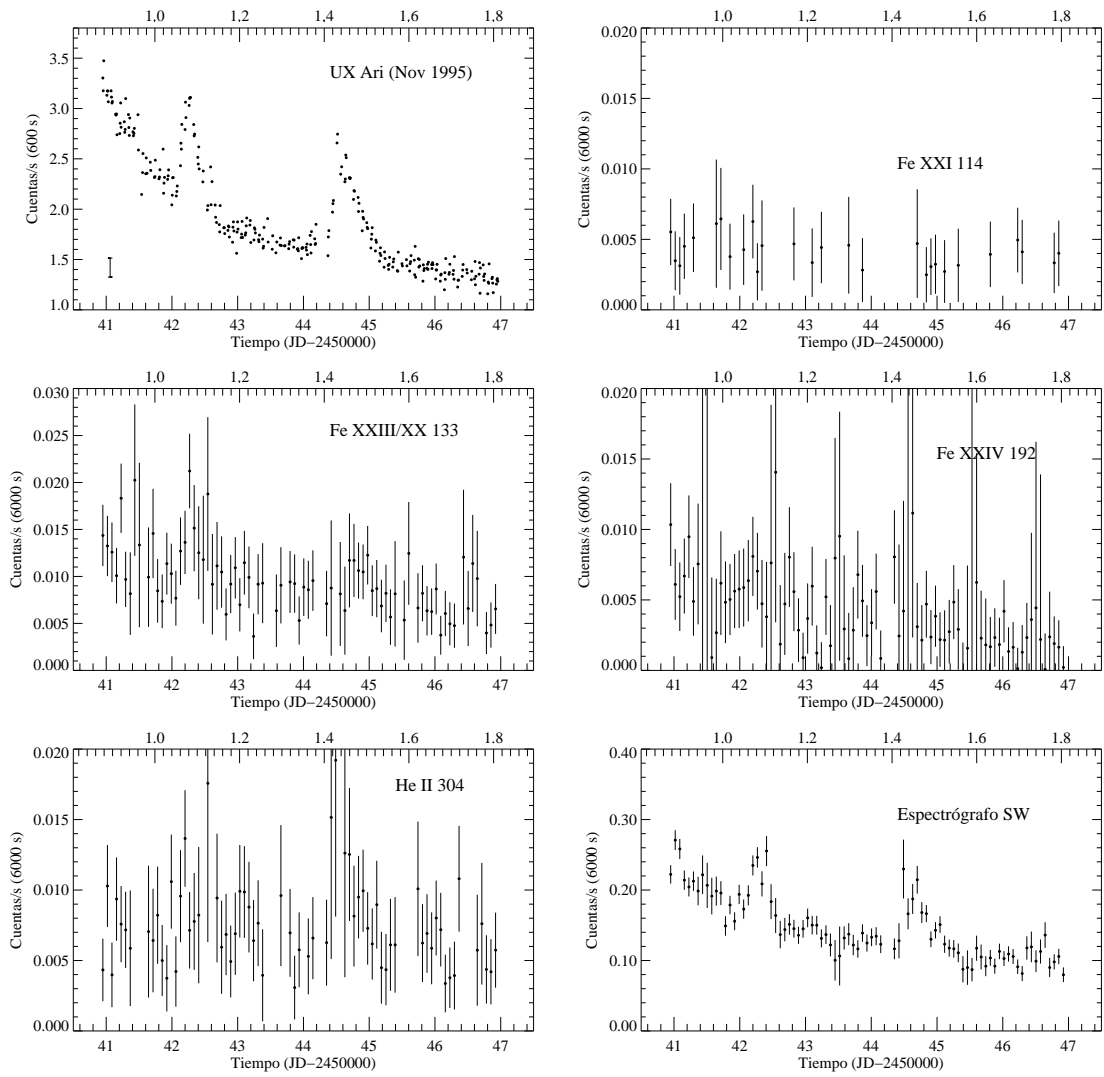 1.0 1.2 1.4 1.6 1.8
3.5
3.0
2.5
2.0
1.5
1.0
Cuentas/s (600 s)
UX Ari (Nov 1995)
41 42 43 44 45 46 47
Tiempo (JD−2450000)
1.0 1.2 1.4 1.6 1.8
0.020
0.015
0.010
0.005
0.000
Cuentas/s (6000 s)
Fe XXI 114
41 42 43 44 45 46 47
Tiempo (JD−2450000)
1.0 1.2 1.4 1.6 1.8
0.030
0.025
0.020
0.015
0.010
0.005
0.000
Cuentas/s (6000 s)
Fe XXIII/XX 133
41 42 43 44 45 46 47
Tiempo (JD−2450000)
1.0 1.2 1.4 1.6 1.8
0.020
0.015
0.010
0.005
0.000
Cuentas/s (6000 s)
Fe XXIV 192
41 42 43 44 45 46 47
Tiempo (JD−2450000)
1.0 1.2 1.4 1.6 1.8
0.020
0.015
0.010
0.005
0.000
Cuentas/s (6000 s)
He II 304
41 42 43 44 45 46 47
Tiempo (JD−2450000)
1.0 1.2 1.4 1.6 1.8
0.40
0.30
0.20
0.10
0.00
Cuentas/s (6000 s)
Espectrógrafo SW
41 42 43 44 45 46 47
Tiempo (JD−2450000)